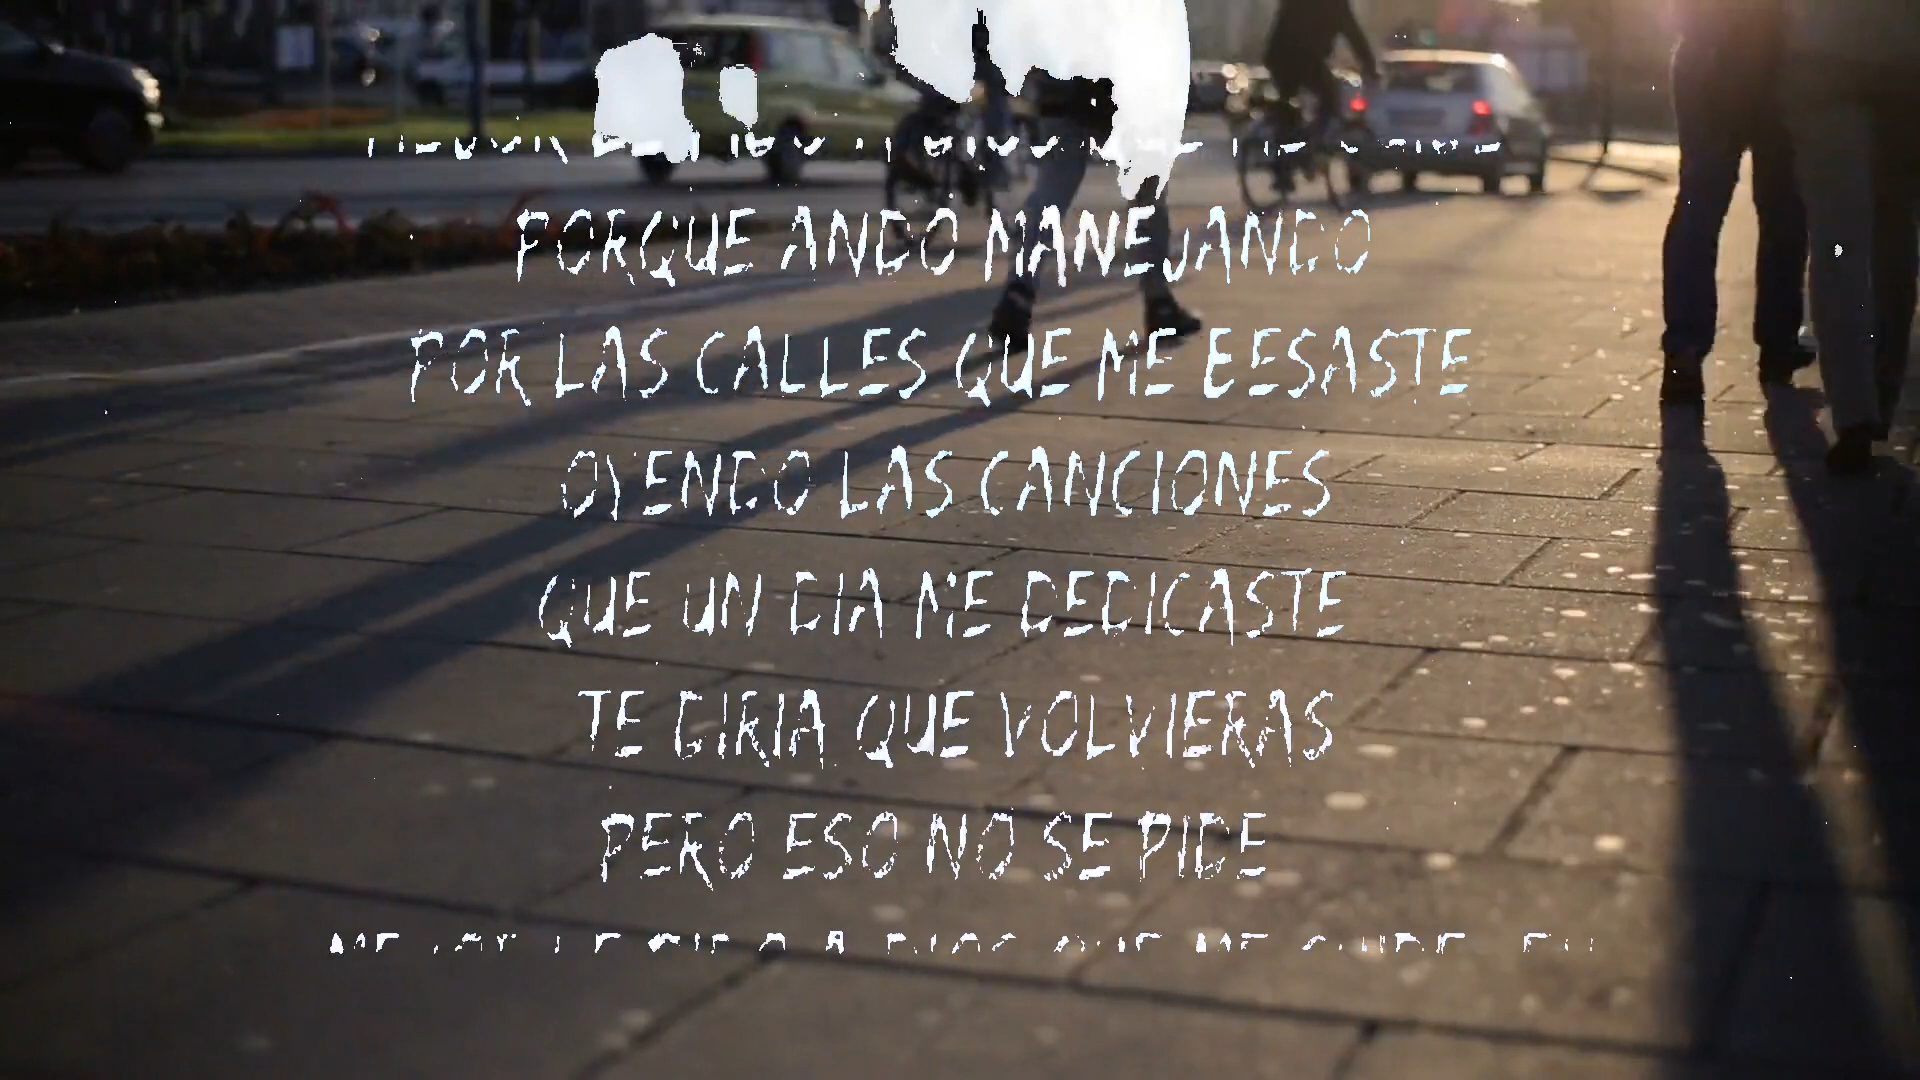 PORQUE ANDO MANEJANDO
POR LAS CALLES QUE ME BESASTE
OYENDO LAS CANCIONES
QUE UN DIA ME DEDICASTE
TE DIRIA QUE VOLVIERAS
PERO ESO NO SE PIDE